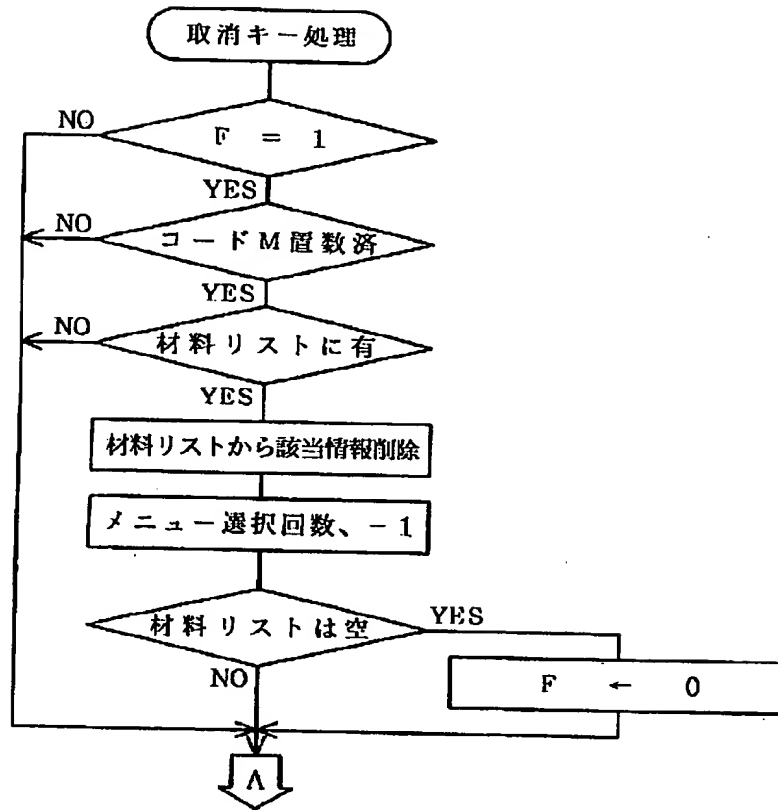 取消キー処理
NO
F = 1
YES
NO
コードM置数済
YES
NO
材料リストに有
YES
材料リストから該当情報削除
メニュー選択回数、-1
材料リストは空
YES
NO
F ← 0
A